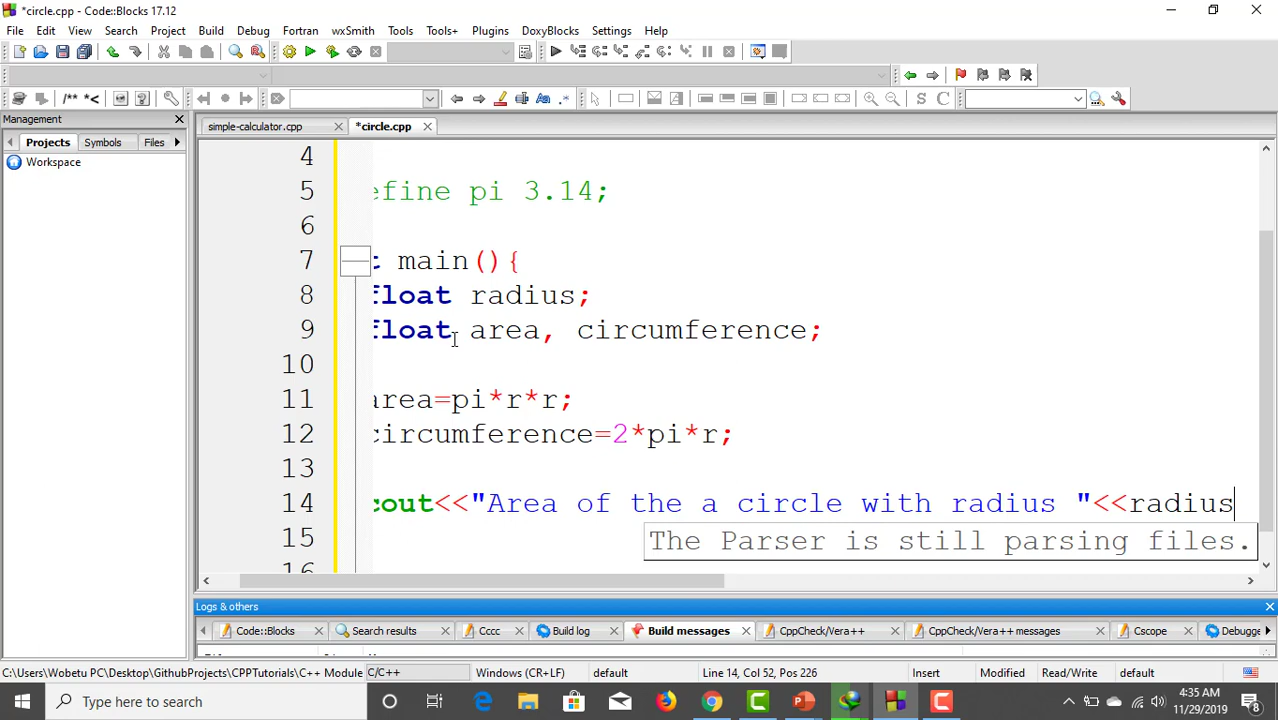 *circle.cpp - Code::Blocks 17.12
File Edit View Search Project Build Debug Fortran wxSmith Tools Tools+ Plugins DoxyBlocks Settings Help
/** *<
S C
Management
Projects Symbols Files
Workspace
simple-calculator.cpp *circle.cpp
4
5 efine pi 3.14;
6
7 t main(){
8 float radius;
9 float area, circumference;
10
11 area=pi*r*r;
12 circumference=2*pi*r;
13
14 cout<<"Area of the a circle with radius "<<radius
15
The Parser is still parsing files.
16
Logs & others
Code::Blocks Search results Cccc Build log Build messages CppCheck/Vera++ CppCheck/Vera++ messages Cscope Debugge
C:\Users\Wobetu PC\Desktop\GithubProjects\CPPTutorials\C++ Module C/C++ Windows (CR+LF) default Line 14, Col 52, Pos 226 Insert Modified Read/Write default
Type here to search
4:35 AM
11/29/2019
8